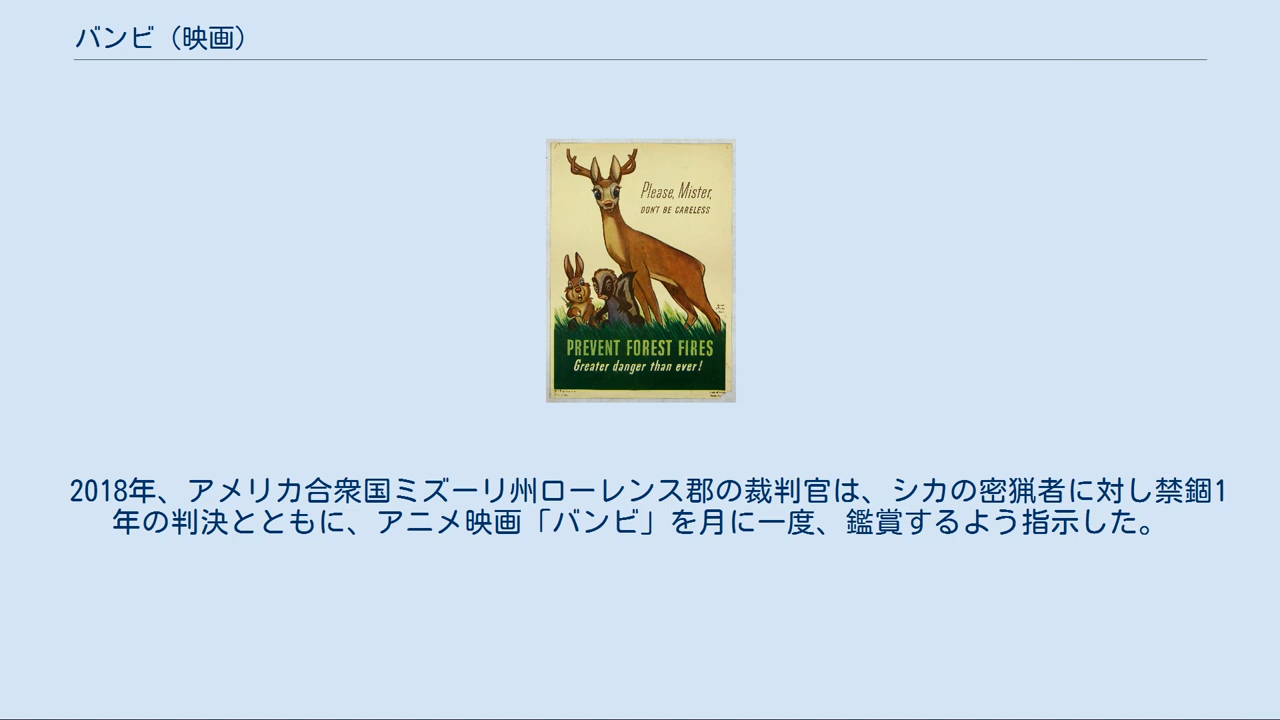 バンビ（映画）
Please, Mister,
DON'T BE CARELESS
PREVENT FOREST FIRES
Greater danger than ever!
2018年、アメリカ合衆国ミズーリ州ローレンス郡の裁判官は、シカの密猟者に対し禁錮1
年の判決とともに、アニメ映画「バンビ」を月に一度、鑑賞するよう指示した。